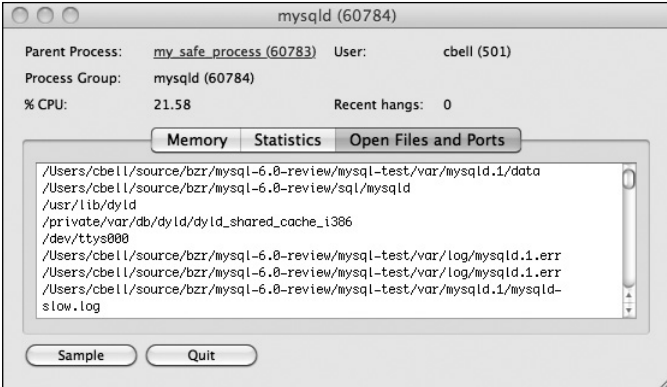 mysqld (60784)
Parent Process: my_safe_process (60783) User: cbell (501)
Process Group: mysqld (60784)
% CPU: 21.58 Recent hangs: 0
Memory Statistics Open Files and Ports
/Users/cbell/source/bzr/mysql-6.0-review/mysql-test/var/mysqld.1/data
/Users/cbell/source/bzr/mysql-6.0-review/sql/mysqld
/usr/lib/dyld
/private/var/db/dyld/dyld_shared_cache_i386
/dev/ttys000
/Users/cbell/source/bzr/mysql-6.0-review/mysql-test/var/log/mysqld.1.err
/Users/cbell/source/bzr/mysql-6.0-review/mysql-test/var/log/mysqld.1.err
/Users/cbell/source/bzr/mysql-6.0-review/mysql-test/var/mysqld.1/mysqld-
slow.log
Sample Quit